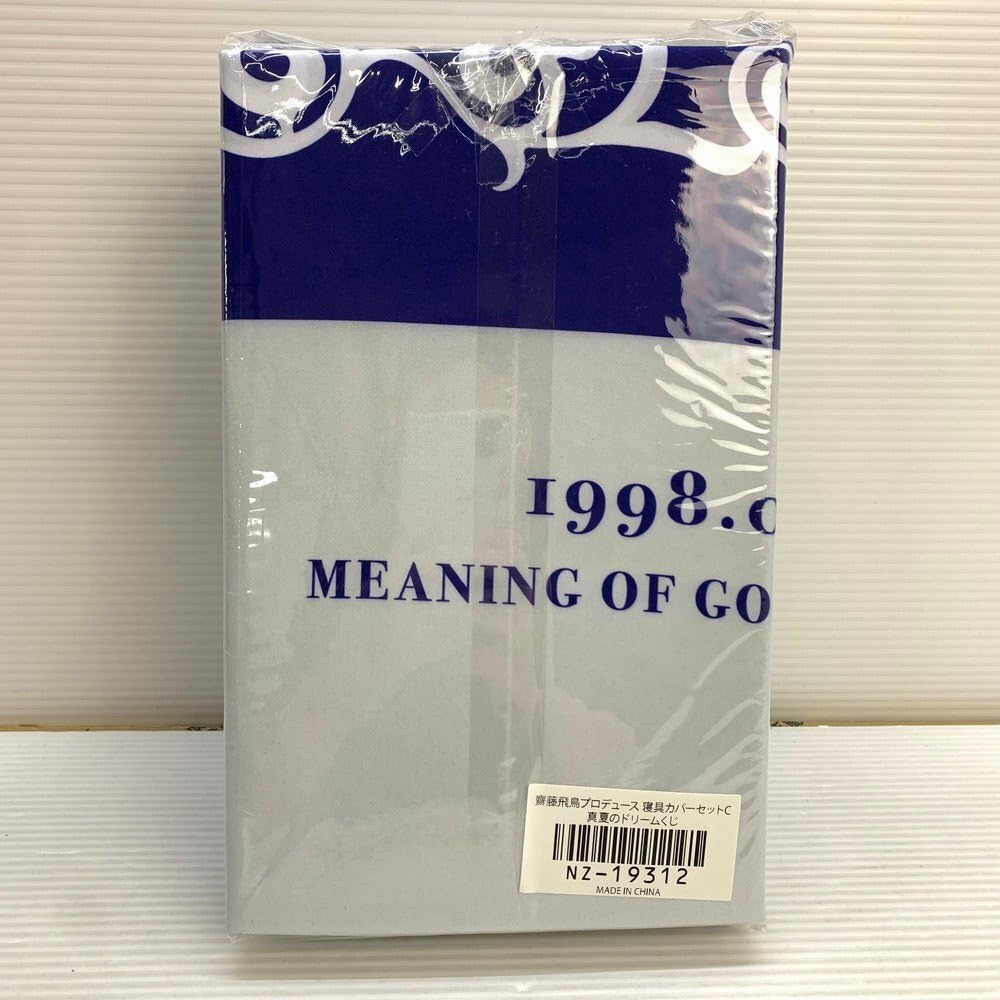 1998.
MEANING OF GO
齋藤飛鳥プロデュース 寝具カバーセットC
真夏のドリームくじ
NZ-19312
MADE IN CHINA